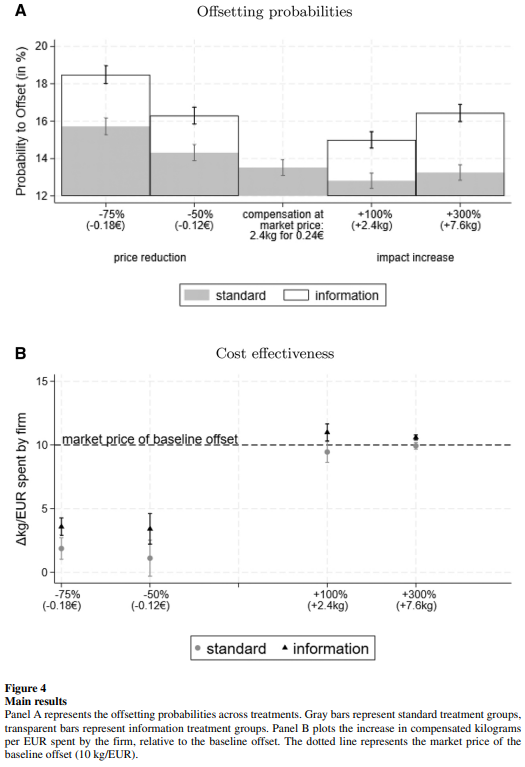 A
Offsetting probabilities
Probability to Offset (in %)
20
18
16
14
12
-75%
(-0.18€)
-50%
(-0.12€)
compensation at
market price:
2.4kg for 0.24€
+100%
(+2.4kg)
+300%
(+7.6kg)
price reduction
impact increase
standard
information
B
Cost effectiveness
Δkg/EUR spent by firm
15
10
5
0
market price of baseline offset
-75%
(-0.18€)
-50%
(-0.12€)
+100%
(+2.4kg)
+300%
(+7.6kg)
standard
information
Figure 4
Main results
Panel A represents the offsetting probabilities across treatments. Gray bars represent standard treatment groups,
transparent bars represent information treatment groups. Panel B plots the increase in compensated kilograms
per EUR spent by the firm, relative to the baseline offset. The dotted line represents the market price of the
baseline offset (10 kg/EUR).